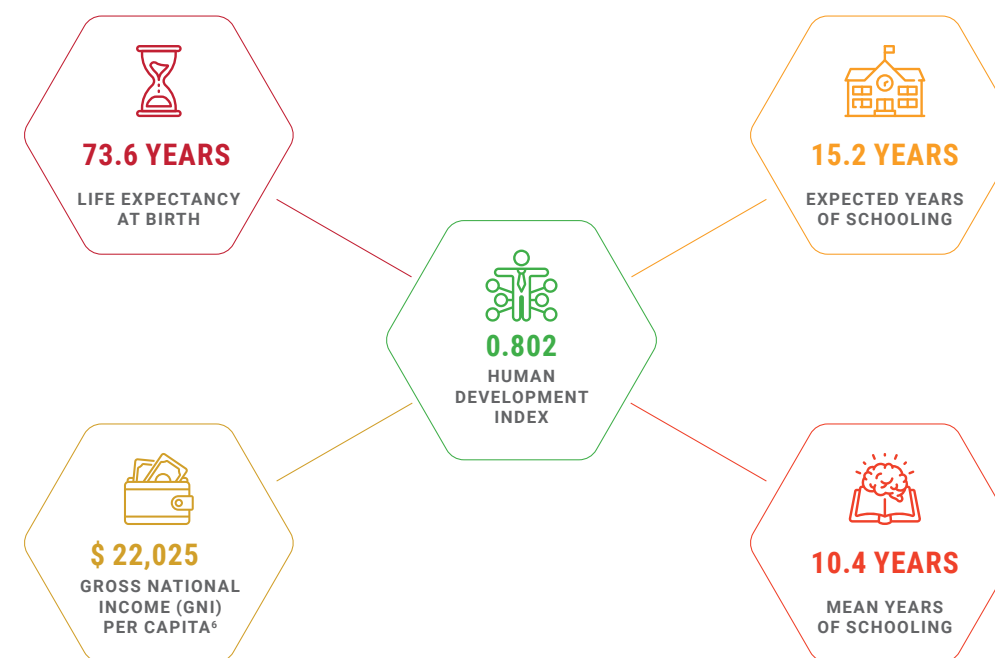 73.6 YEARS
LIFE EXPECTANCY
AT BIRTH
15.2 YEARS
EXPECTED YEARS
OF SCHOOLING
0.802
HUMAN
DEVELOPMENT
INDEX
$ 22,025
GROSS NATIONAL
INCOME (GNI)
PER CAPITA⁶
10.4 YEARS
MEAN YEARS
OF SCHOOLING